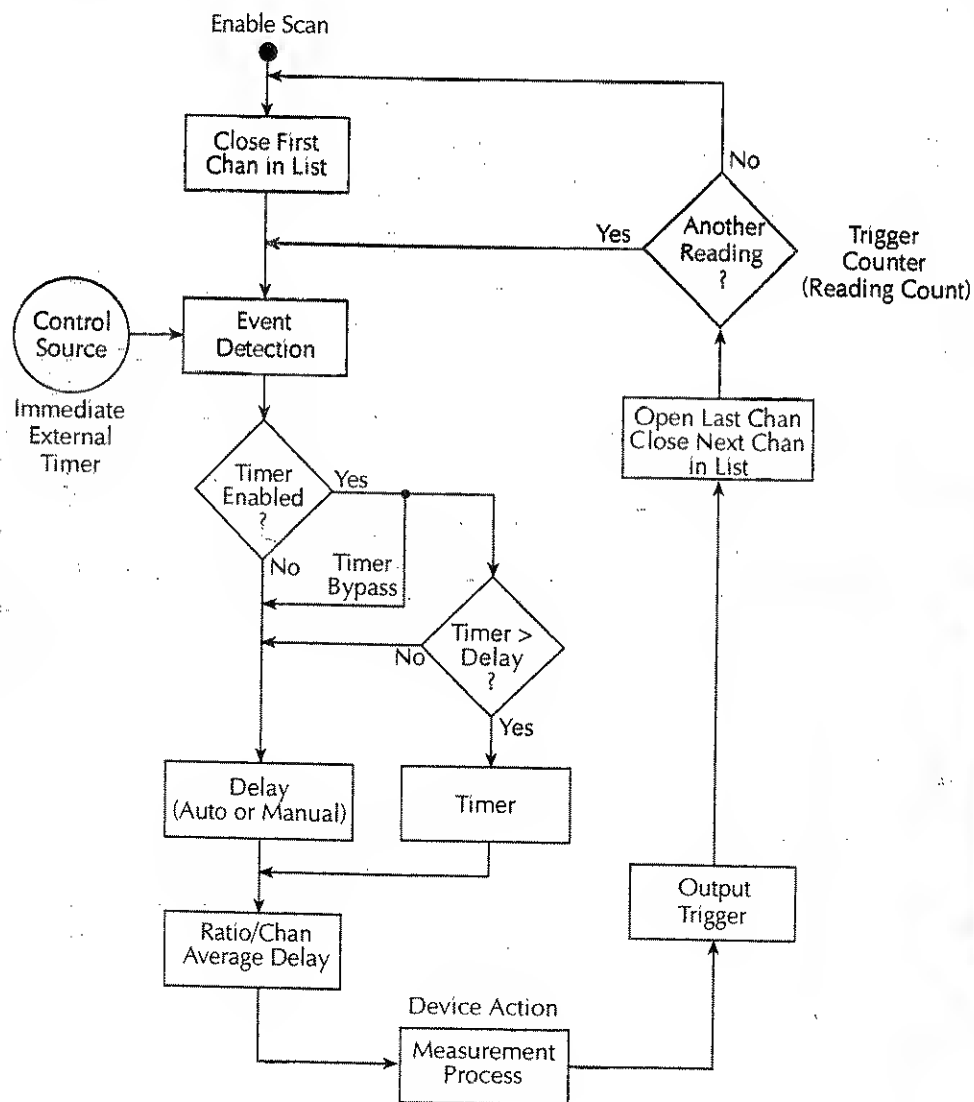 Enable Scan
Close First
Chan in List
No
Yes
Another
Reading
?
Trigger
Counter
(Reading Count)
Control
Source
Event
Detection
Immediate
External
Timer
Open Last Chan
Close Next Chan
in List
Timer
Enabled
?
Yes
No
Timer
Bypass
Timer >
Delay
?
No
Yes
Delay
(Auto or Manual)
Timer
Output
Trigger
Ratio/Chan
Average Delay
Device Action
Measurement
Process